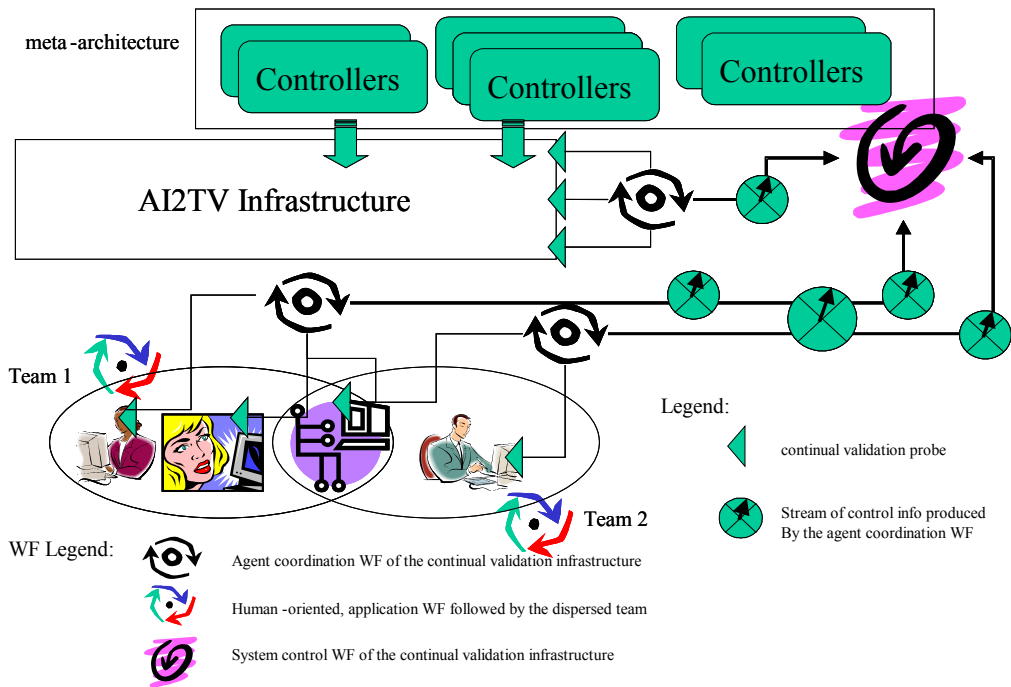 meta-architecture
Controllers
Controllers
Controllers
AI2TV Infrastructure
Team 1
Team 2
Legend:
continual validation probe
Stream of control info produced
By the agent coordination WF
WF Legend:
Agent coordination WF of the continual validation infrastructure
Human -oriented, application WF followed by the dispersed team
System control WF of the continual validation infrastructure